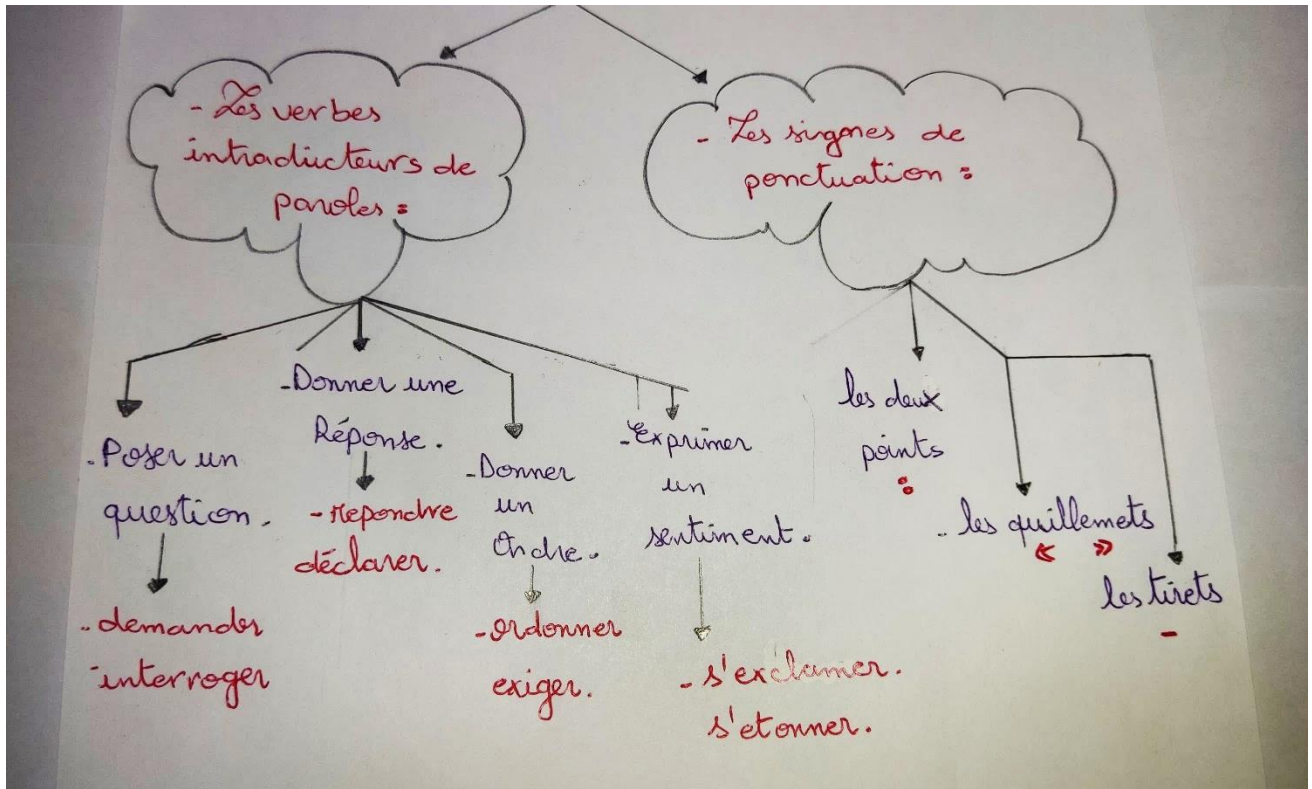 - Les verbes
intraducteurs de
paroles :
- Les signes de
ponctuation :
- Poser un
question.
- demander
- interroger
- Donner une
Réponse.
- repondre
déclarer.
- Donner
un
Ordre.
- ordonner
exiger.
- Exprimer
un
sentiment.
- s'exclamer.
s'etonner.
les deux
points
:
- les guillemets
« »
les tirets
-